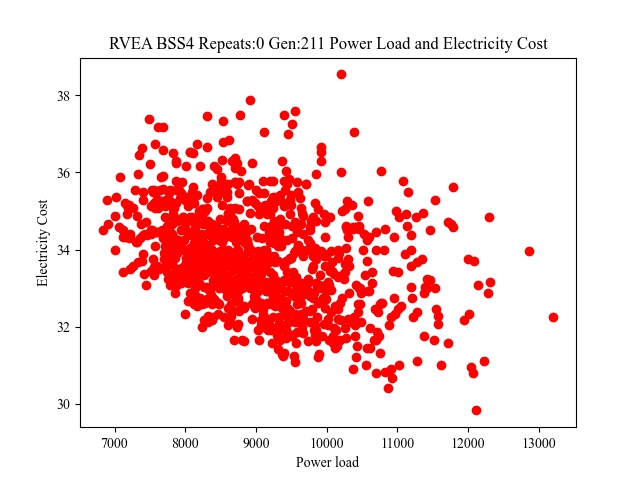 RVEA BSS4 Repeats:0 Gen:211 Power Load and Electricity Cost
38
36
34
32
30
Electricity Cost
7000 8000 9000 10000 11000 12000 13000
Power load